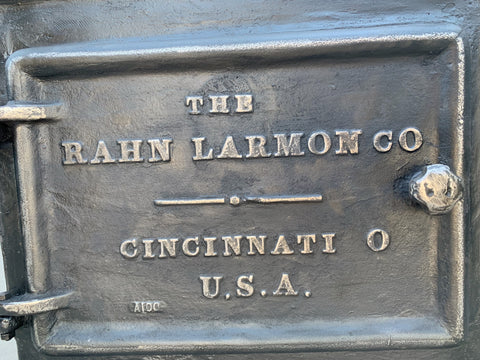 THE
RAHN LARMON CO
CINCINNATI O
U.S.A.
A100